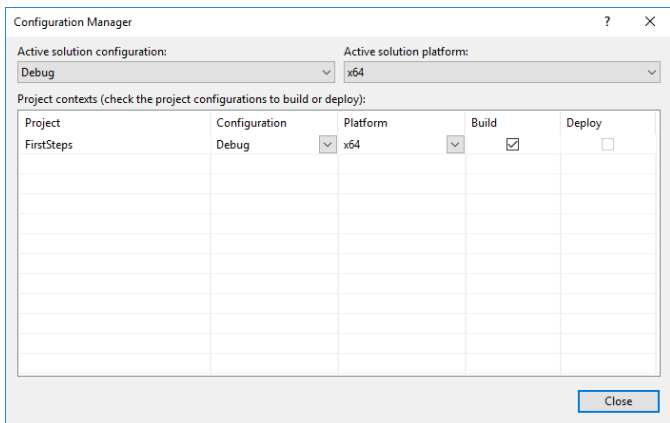 Configuration Manager ? X
Active solution configuration: Active solution platform:
Debug x64
Project contexts (check the project configurations to build or deploy):
Project Configuration Platform Build Deploy
FirstSteps Debug x64
Close